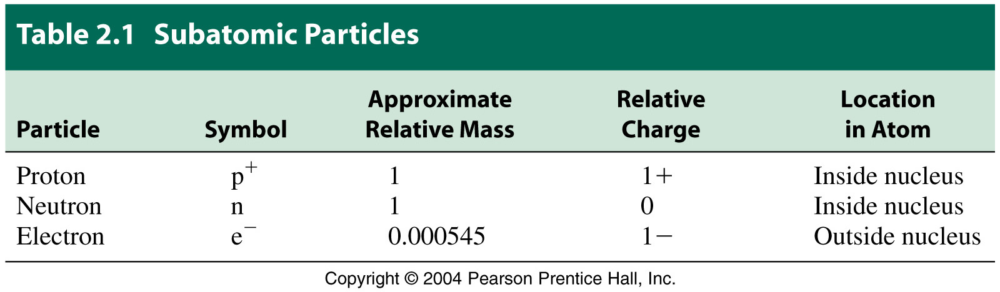 Table 2.1 Subatomic Particles
Particle Symbol Approximate Relative Mass Relative Charge Location in Atom
Proton p⁺ 1 1+ Inside nucleus
Neutron n 1 0 Inside nucleus
Electron e⁻ 0.000545 1− Outside nucleus
Copyright © 2004 Pearson Prentice Hall, Inc.